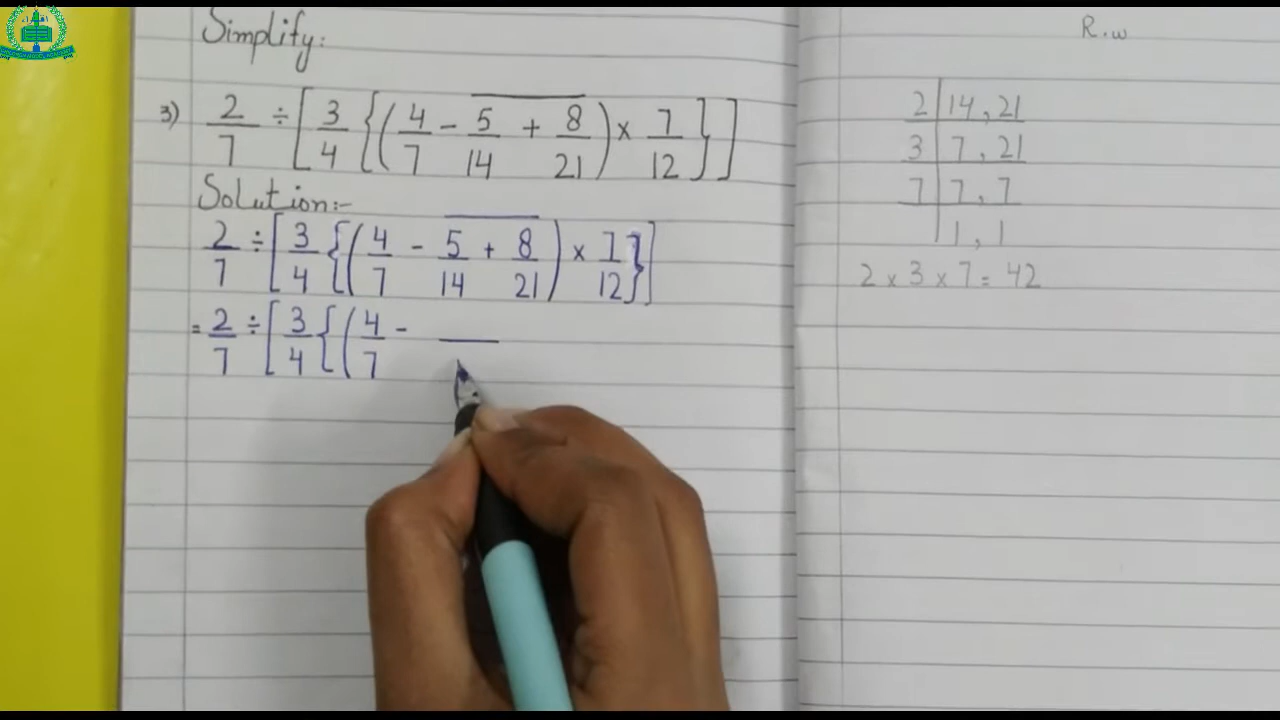 Simplify:
3) 2/7 ÷ [3/4 {(4/7 - 5/14 + 8/21) × 7/12}]
Solution:-
2/7 ÷ [3/4 {(4/7 - 5/14 + 8/21) × 7/12}]
= 2/7 ÷ [3/4 {(4/7 -
R.w
2 | 14, 21
3 | 7, 21
7 | 7, 7
1, 1
2 × 3 × 7 = 42